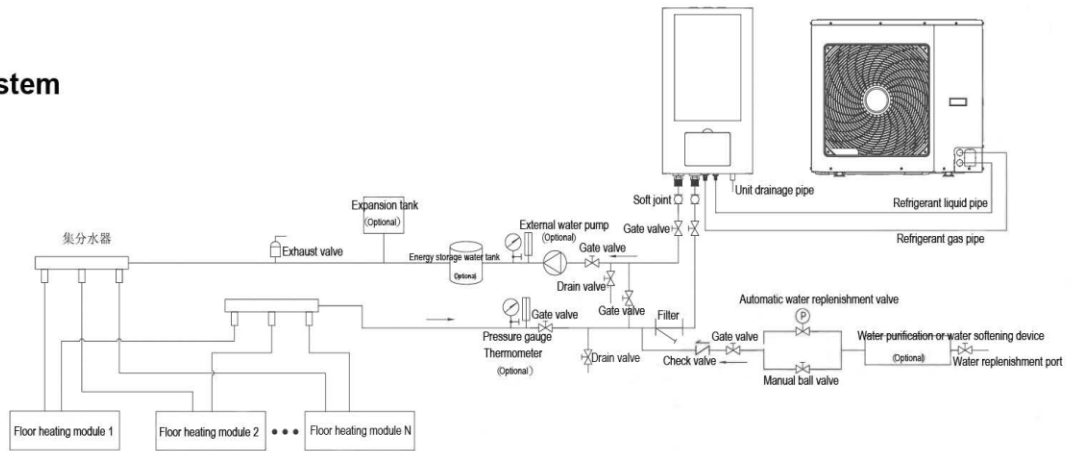 stem
Unit drainage pipe
Soft joint
Refrigerant liquid pipe
Expansion tank
(Optional)
External water pump
(Optional)
Gate valve
Refrigerant gas pipe
集分水器
Exhaust valve
Energy storage water tank
Optional
Gate valve
Drain valve
Automatic water replenishment valve
P
Gate valve
Gate valve
Filter
Gate valve
Water purification or water softening device
(Optional)
Pressure gauge
Thermometer
(Optional)
Drain valve
Check valve
Manual ball valve
Water replenishment port
Floor heating module 1
Floor heating module 2
Floor heating module N